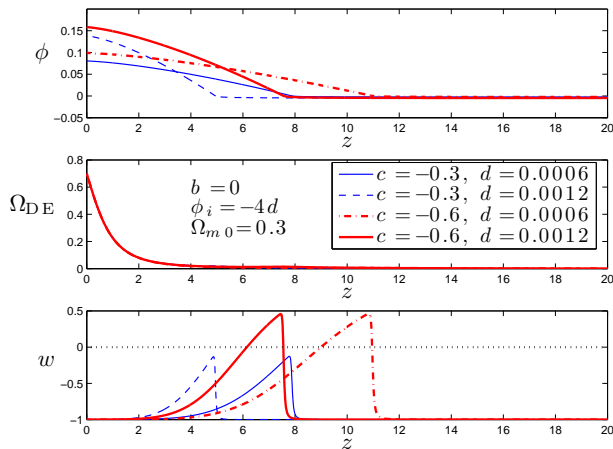 0.15
0.1
0.05
0
−0.05
ϕ
0 2 4 6 8 10 12 14 16 18 20
z
0.8
0.6
0.4
0.2
0
Ω_DE
b = 0
ϕ_i = −4d
Ω_m0 = 0.3
c = −0.3, d = 0.0006
c = −0.3, d = 0.0012
c = −0.6, d = 0.0006
c = −0.6, d = 0.0012
0 2 4 6 8 10 12 14 16 18 20
z
0.5
0
−0.5
−1
w
0 2 4 6 8 10 12 14 16 18 20
z